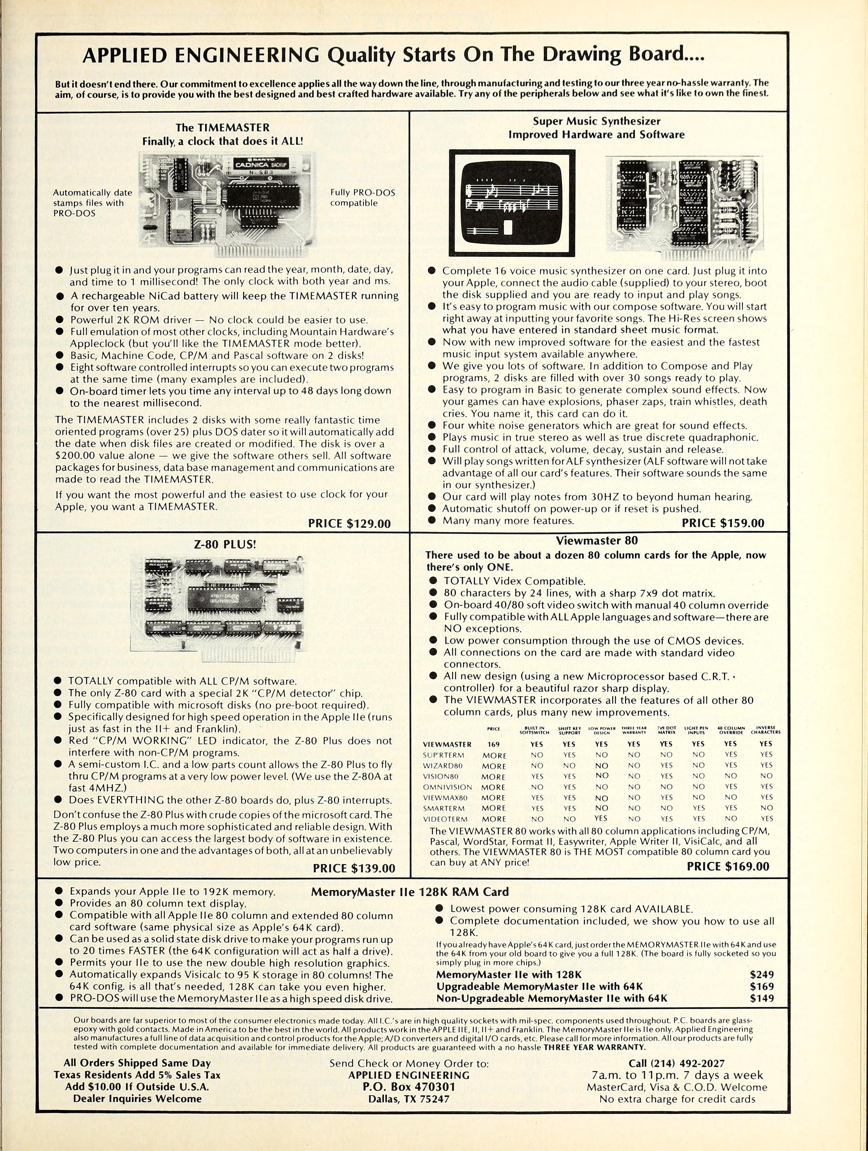 APPLIED ENGINEERING Quality Starts On The Drawing Board....
But it doesn't end there. Our commitment to excellence applies all the way down the line, through manufacturing and testing to our three year no-hassle warranty. The
aim, of course, is to provide you with the best designed and best crafted hardware available. Try any of the peripherals below and see what it's like to own the finest.
The TIMEMASTER
Finally, a clock that does it ALL!
Automatically date
stamps files with
PRO-DOS
SANYO
CADNICA BACKUP
N-SB3
Fully PRO-DOS
compatible
● Just plug it in and your programs can read the year, month, date, day,
and time to 1 millisecond! The only clock with both year and ms.
● A rechargeable NiCad battery will keep the TIMEMASTER running
for over ten years.
● Powerful 2K ROM driver — No clock could be easier to use.
● Full emulation of most other clocks, including Mountain Hardware's
Appleclock (but you'll like the TIMEMASTER mode better).
● Basic, Machine Code, CP/M and Pascal software on 2 disks!
● Eight software controlled interrupts so you can execute two programs
at the same time (many examples are included).
● On-board timer lets you time any interval up to 48 days long down
to the nearest millisecond.
The TIMEMASTER includes 2 disks with some really fantastic time
oriented programs (over 25) plus DOS dater so it will automatically add
the date when disk files are created or modified. The disk is over a
$200.00 value alone — we give the software others sell. All software
packages for business, data base management and communications are
made to read the TIMEMASTER.
If you want the most powerful and the easiest to use clock for your
Apple, you want a TIMEMASTER.
PRICE $129.00
Super Music Synthesizer
Improved Hardware and Software
● Complete 16 voice music synthesizer on one card. Just plug it into
your Apple, connect the audio cable (supplied) to your stereo, boot
the disk supplied and you are ready to input and play songs.
● It's easy to program music with our compose software. You will start
right away at inputting your favorite songs. The Hi-Res screen shows
what you have entered in standard sheet music format.
● Now with new improved software for the easiest and the fastest
music input system available anywhere.
● We give you lots of software. In addition to Compose and Play
programs, 2 disks are filled with over 30 songs ready to play.
● Easy to program in Basic to generate complex sound effects. Now
your games can have explosions, phaser zaps, train whistles, death
cries. You name it, this card can do it.
● Four white noise generators which are great for sound effects.
● Plays music in true stereo as well as true discrete quadraphonic.
● Full control of attack, volume, decay, sustain and release.
● Will play songs written for ALF synthesizer (ALF software will not take
advantage of all our card's features. Their software sounds the same
in our synthesizer.)
● Our card will play notes from 30HZ to beyond human hearing.
● Automatic shutoff on power-up or if reset is pushed.
● Many many more features. PRICE $159.00
Z-80 PLUS!
● TOTALLY compatible with ALL CP/M software.
● The only Z-80 card with a special 2K "CP/M detector" chip.
● Fully compatible with microsoft disks (no pre-boot required).
● Specifically designed for high speed operation in the Apple IIe (runs
just as fast in the II+ and Franklin).
● Red "CP/M WORKING" LED indicator, the Z-80 Plus does not
interfere with non-CP/M programs.
● A semi-custom I.C. and a low parts count allows the Z-80 Plus to fly
thru CP/M programs at a very low power level. (We use the Z-80A at
fast 4MHZ.)
● Does EVERYTHING the other Z-80 boards do, plus Z-80 interrupts.
Don't confuse the Z-80 Plus with crude copies of the microsoft card. The
Z-80 Plus employs a much more sophisticated and reliable design. With
the Z-80 Plus you can access the largest body of software in existence.
Two computers in one and the advantages of both, all at an unbelievably
low price.
PRICE $139.00
Viewmaster 80
There used to be about a dozen 80 column cards for the Apple, now
there's only ONE.
● TOTALLY Videx Compatible.
● 80 characters by 24 lines, with a sharp 7x9 dot matrix.
● On-board 40/80 soft video switch with manual 40 column override
● Fully compatible with ALL Apple languages and software—there are
NO exceptions.
● Low power consumption through the use of CMOS devices.
● All connections on the card are made with standard video
connectors.
● All new design (using a new Microprocessor based C.R.T.
controller) for a beautiful razor sharp display.
● The VIEWMASTER incorporates all the features of all other 80
column cards, plus many new improvements.
PRICE BUILT IN SOFTSWITCH SHIFT KEY SUPPORT LOW POWER DESIGN THREE YEAR WARRANTY 7x9 DOT MATRIX LIGHT PEN INPUTS 40 COLUMN OVERRIDE INVERSE CHARACTERS
VIEWMASTER 169 YES YES YES YES YES YES YES YES
SUP'RTERM MORE NO YES NO NO NO NO YES YES
WIZARD80 MORE NO NO NO NO YES NO YES YES
VISION80 MORE YES YES NO NO YES NO NO NO
OMNIVISION MORE NO YES NO NO NO NO YES YES
VIEWMAX80 MORE YES YES NO NO YES NO NO YES
SMARTERM MORE YES YES NO NO NO YES YES NO
VIDEOTERM MORE NO NO YES NO YES YES NO YES
The VIEWMASTER 80 works with all 80 column applications including CP/M,
Pascal, WordStar, Format II, Easywriter, Apple Writer II, VisiCalc, and all
others. The VIEWMASTER 80 is THE MOST compatible 80 column card you
can buy at ANY price! PRICE $169.00
MemoryMaster IIe 128K RAM Card
● Expands your Apple IIe to 192K memory.
● Provides an 80 column text display.
● Compatible with all Apple IIe 80 column and extended 80 column
card software (same physical size as Apple's 64K card).
● Can be used as a solid state disk drive to make your programs run up
to 20 times FASTER (the 64K configuration will act as half a drive).
● Permits your IIe to use the new double high resolution graphics.
● Automatically expands Visicalc to 95 K storage in 80 columns! The
64K config. is all that's needed, 128K can take you even higher.
● PRO-DOS will use the MemoryMaster IIe as a high speed disk drive.
● Lowest power consuming 128K card AVAILABLE.
● Complete documentation included, we show you how to use all
128K.
If you already have Apple's 64K card, just order the MEMORYMASTER IIe with 64K and use
the 64K from your old board to give you a full 128K. (The board is fully socketed so you
simply plug in more chips.)
MemoryMaster IIe with 128K $249
Upgradeable MemoryMaster IIe with 64K $169
Non-Upgradeable MemoryMaster IIe with 64K $149
Our boards are far superior to most of the consumer electronics made today. All I.C.'s are in high quality sockets with mil-spec. components used throughout. P.C. boards are glass-
epoxy with gold contacts. Made in America to be the best in the world. All products work in the APPLE IIE, II, II+ and Franklin. The MemoryMaster IIe is IIe only. Applied Engineering
also manufactures a full line of data acquisition and control products for the Apple; A/D converters and digital I/O cards, etc. Please call for more information. All our products are fully
tested with complete documentation and available for immediate delivery. All products are guaranteed with a no hassle THREE YEAR WARRANTY.
All Orders Shipped Same Day
Texas Residents Add 5% Sales Tax
Add $10.00 If Outside U.S.A.
Dealer Inquiries Welcome
Send Check or Money Order to:
APPLIED ENGINEERING
P.O. Box 470301
Dallas, TX 75247
Call (214) 492-2027
7a.m. to 11p.m. 7 days a week
MasterCard, Visa & C.O.D. Welcome
No extra charge for credit cards